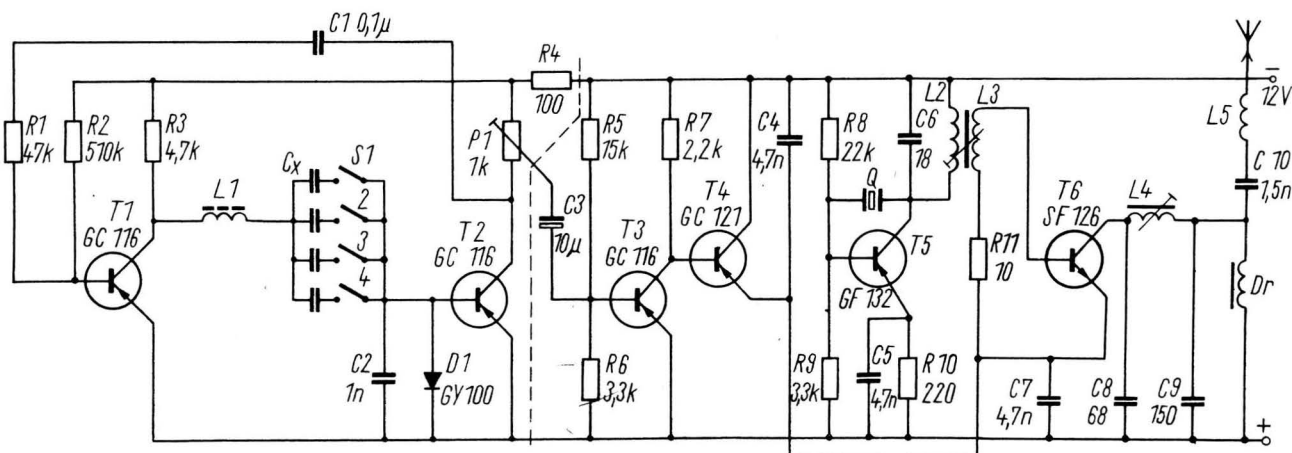 C1 0,1µ
R4
100
R1
47k
R2
510k
R3
4,7k
P1
1k
R5
15k
R7
2,2k
C4
4,7n
R8
22k
C6
18
L2
L3
−
12V
L5
C10
1,5n
Cx
S1
2
3
4
L1
T1
GC 116
T2
GC 116
C3
10µ
T3
GC 116
T4
GC 121
Q
T5
GF 132
R11
10
T6
SF 126
L4
Dr
C2
1n
D1
GY100
R6
3,3k
R9
3,3k
C5
4,7n
R10
220
C7
4,7n
C8
68
C9
150
+